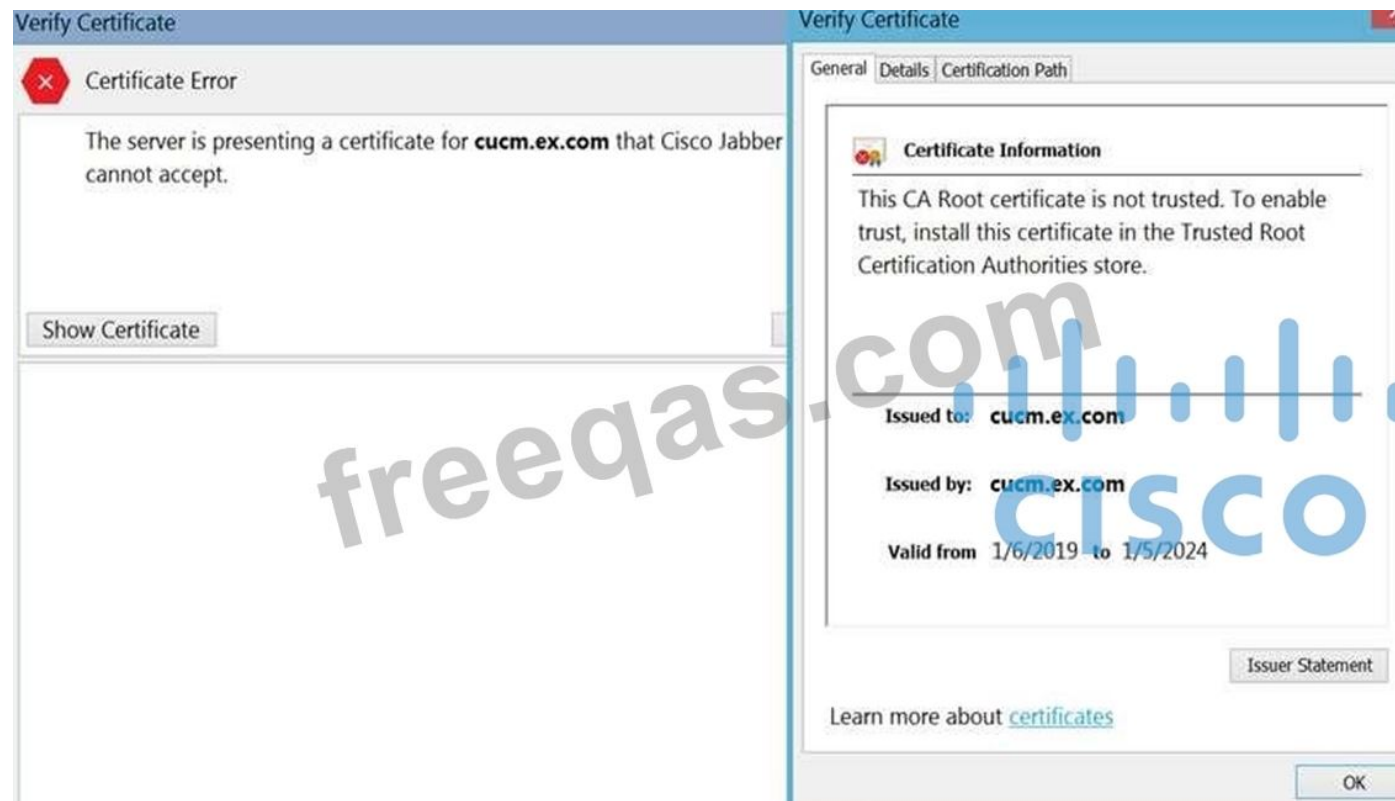 Verify Certificate
Certificate Error
The server is presenting a certificate for cucm.ex.com that Cisco Jabber
cannot accept.
Show Certificate
Verify Certificate
General Details Certification Path
Certificate Information
This CA Root certificate is not trusted. To enable
trust, install this certificate in the Trusted Root
Certification Authorities store.
Issued to: cucm.ex.com
Issued by: cucm.ex.com
Valid from 1/6/2019 to 1/5/2024
Issuer Statement
Learn more about certificates
OK
freeqas.com
CISCO